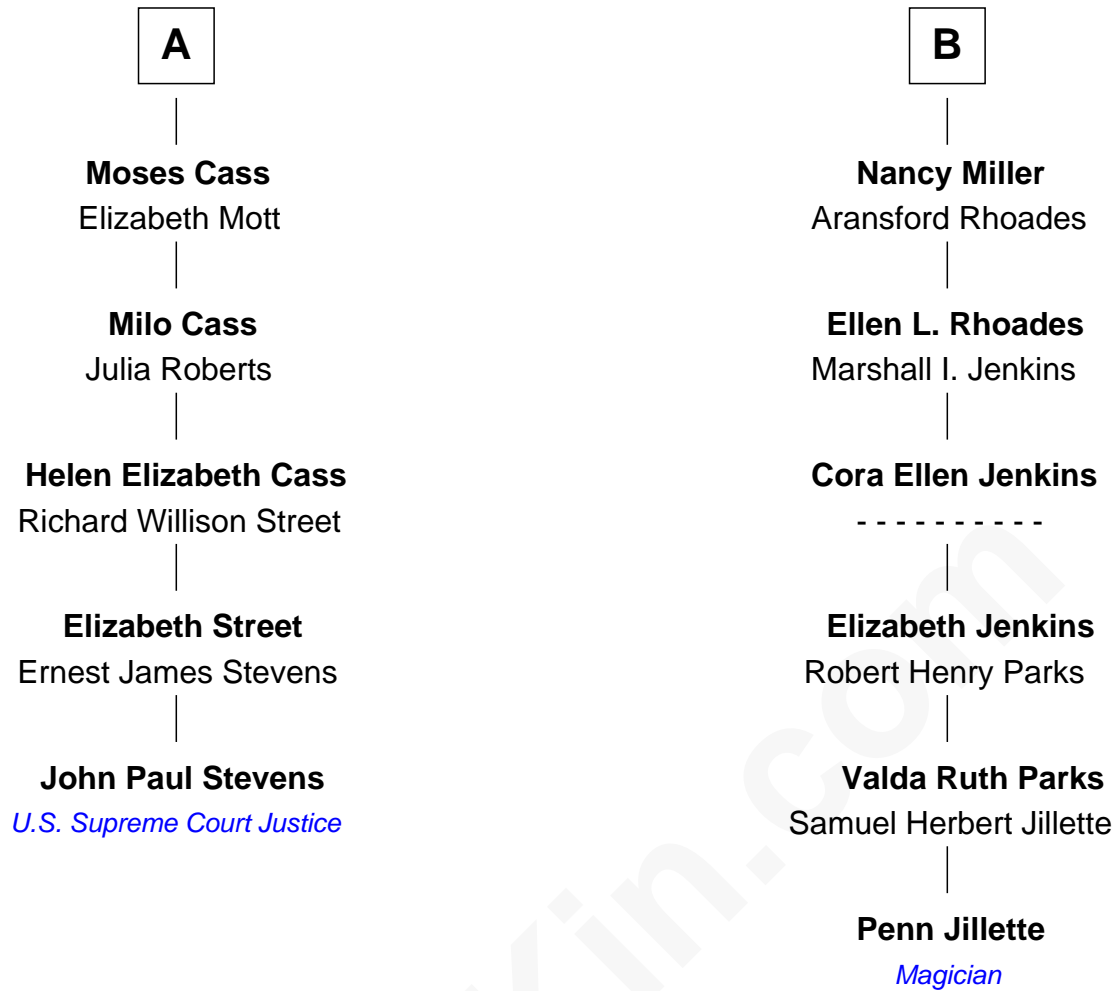 A
Moses Cass
Elizabeth Mott
Milo Cass
Julia Roberts
Helen Elizabeth Cass
Richard Willison Street
Elizabeth Street
Ernest James Stevens
John Paul Stevens
U.S. Supreme Court Justice
B
Nancy Miller
Aransford Rhoades
Ellen L. Rhoades
Marshall I. Jenkins
Cora Ellen Jenkins
- - - - - - - - - -
Elizabeth Jenkins
Robert Henry Parks
Valda Ruth Parks
Samuel Herbert Jillette
Penn Jillette
Magician